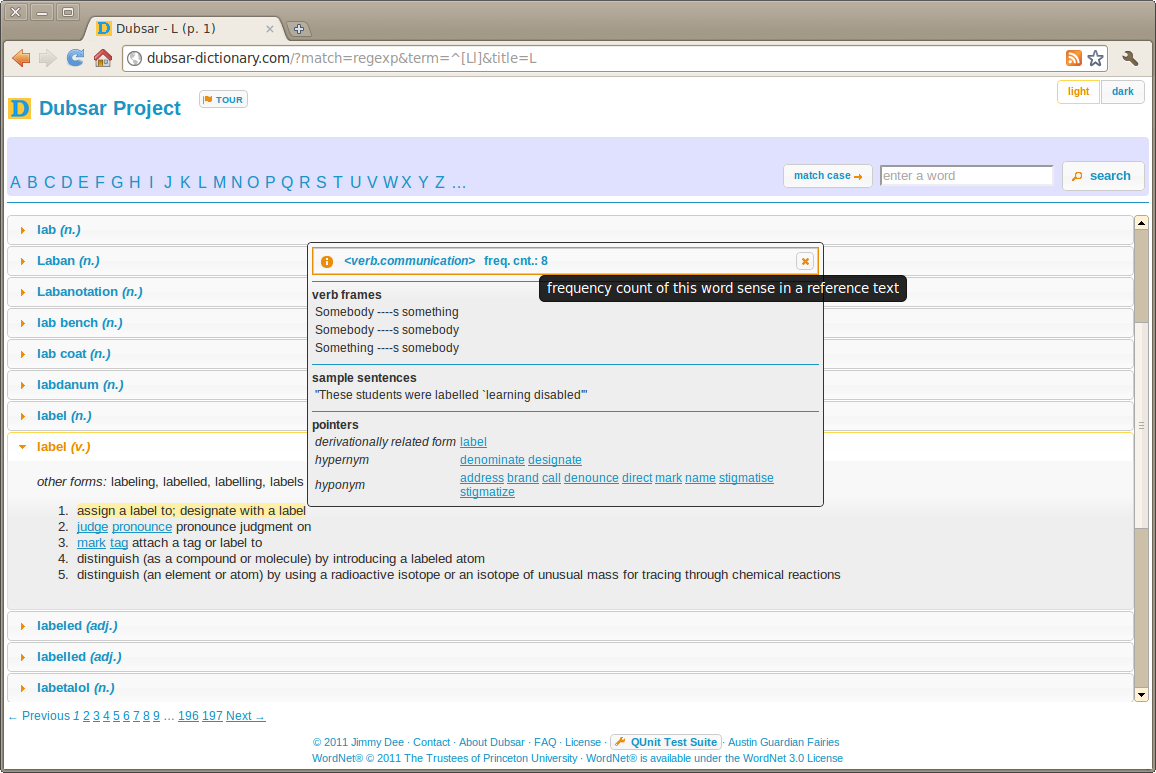 Dubsar - L (p. 1)
dubsar-dictionary.com/?match=regexp&term=^[Ll]&title=L
D Dubsar Project TOUR
light dark
A B C D E F G H I J K L M N O P Q R S T U V W X Y Z ...
match case → enter a word search
lab (n.)
Laban (n.)
Labanotation (n.)
lab bench (n.)
lab coat (n.)
labdanum (n.)
label (n.)
label (v.)
<verb.communication> freq. cnt.: 8
frequency count of this word sense in a reference text
verb frames
Somebody ----s something
Somebody ----s somebody
Something ----s somebody
sample sentences
"These students were labelled `learning disabled'"
pointers
derivationally related form label
hypernym denominate designate
hyponym address brand call denounce direct mark name stigmatise
stigmatize
other forms: labeling, labelled, labelling, labels
1. assign a label to; designate with a label
2. judge pronounce pronounce judgment on
3. mark tag attach a tag or label to
4. distinguish (as a compound or molecule) by introducing a labeled atom
5. distinguish (an element or atom) by using a radioactive isotope or an isotope of unusual mass for tracing through chemical reactions
labeled (adj.)
labelled (adj.)
labetalol (n.)
← Previous 1 2 3 4 5 6 7 8 9 ... 196 197 Next →
© 2011 Jimmy Dee · Contact · About Dubsar · FAQ · License · QUnit Test Suite · Austin Guardian Fairies
WordNet® © 2011 The Trustees of Princeton University · WordNet® is available under the WordNet 3.0 License